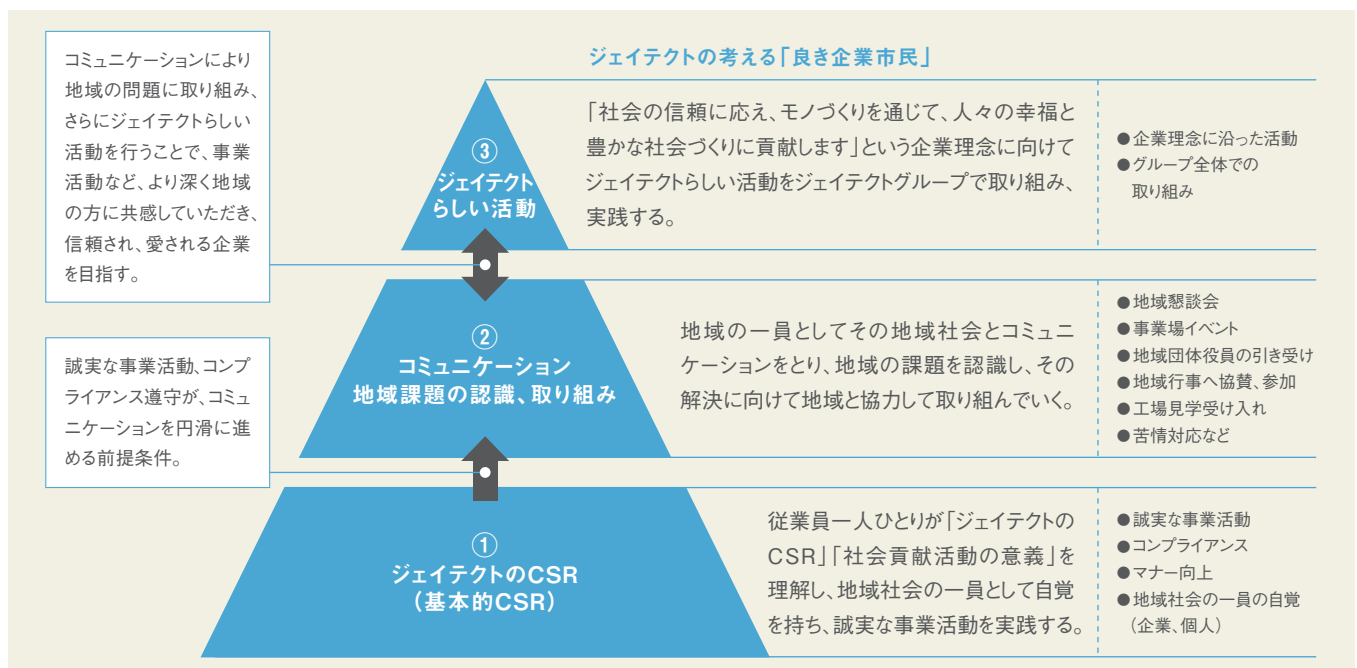 コミュニケーションにより
地域の問題に取り組み、
さらにジェイテクトらしい
活動を行うことで、事業
活動など、より深く地域
の方に共感していただき、
信頼され、愛される企業
を目指す。
誠実な事業活動、コンプ
ライアンス遵守が、コミュ
ニケーションを円滑に進
める前提条件。
ジェイテクトの考える「良き企業市民」
③
ジェイテクト
らしい活動
「社会の信頼に応え、モノづくりを通じて、人々の幸福と
豊かな社会づくりに貢献します」という企業理念に向けて
ジェイテクトらしい活動をジェイテクトグループで取り組み、
実践する。
●企業理念に沿った活動
●グループ全体での
取り組み
②
コミュニケーション
地域課題の認識、取り組み
地域の一員としてその地域社会とコミュニ
ケーションをとり、地域の課題を認識し、その
解決に向けて地域と協力して取り組んでいく。
●地域懇談会
●事業場イベント
●地域団体役員の引き受け
●地域行事へ協賛、参加
●工場見学受け入れ
●苦情対応など
①
ジェイテクトのCSR
（基本的CSR）
従業員一人ひとりが「ジェイテクトの
CSR」「社会貢献活動の意義」を
理解し、地域社会の一員として自覚
を持ち、誠実な事業活動を実践する。
●誠実な事業活動
●コンプライアンス
●マナー向上
●地域社会の一員の自覚
（企業、個人）